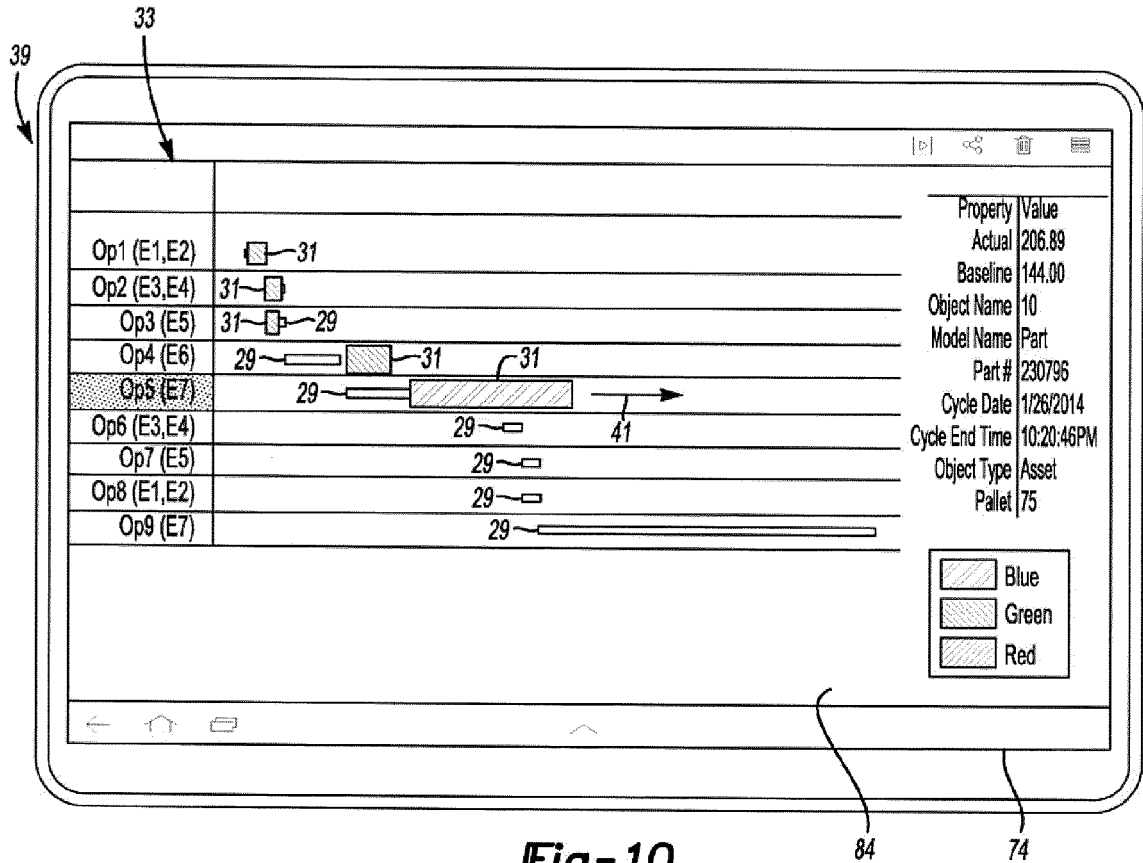 33
39
Property Value
Op1 (E1,E2) 31 Actual 206.89
Baseline 144.00
Op2 (E3,E4) 31 Object Name 10
Op3 (E5) 31 29 Model Name Part
Op4 (E6) 29 31 31 Part # 230796
Op5 (E7) 29 41 Cycle Date 1/26/2014
Op6 (E3,E4) 29 Cycle End Time 10:20:46PM
Op7 (E5) 29 Object Type Asset
Op8 (E1,E2) 29 Pallet 75
Op9 (E7) 29
Blue
Green
Red
Fig-10
84 74